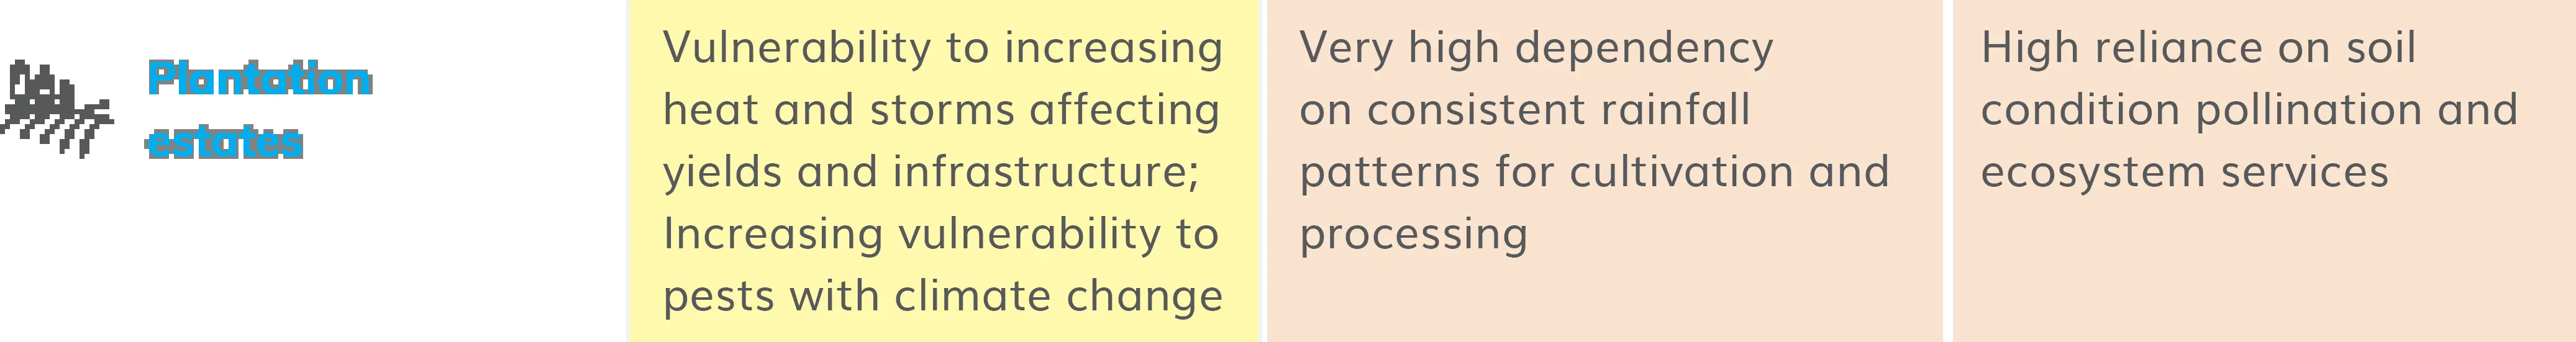 Plantation
estates
Vulnerability to increasing
heat and storms affecting
yields and infrastructure;
Increasing vulnerability to
pests with climate change
Very high dependency
on consistent rainfall
patterns for cultivation and
processing
High reliance on soil
condition pollination and
ecosystem services